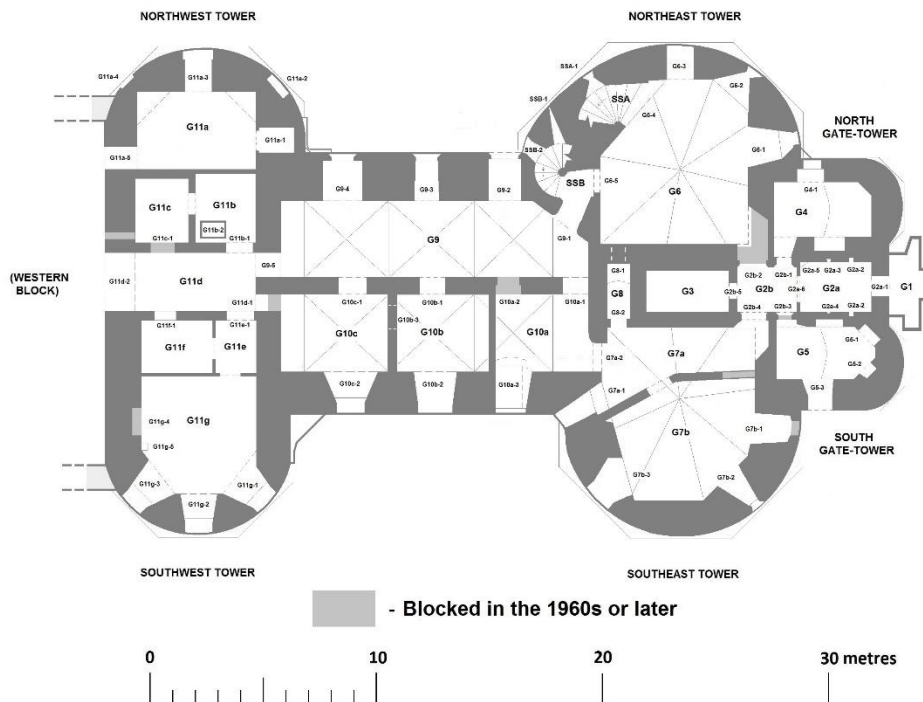 NORTHWEST TOWER
NORTHEAST TOWER
G11a-4
G11a-3
G11a-2
SSA-1
G6-3
SSB-1
SSA
G6-2
G11a
G6-4
NORTH
GATE-TOWER
G11a-1
SSB-2
G6-1
G11a-5
SSB
G9-4
G9-3
G9-2
G6-5
G6
G4-1
G11c
G11b
G4
G11b-2
G11c-1
G11b-1
G9
G9-1
G9-5
G8-1
G2b-2
G2b-1
G2a-5
G2a-3
G2a-2
(WESTERN
BLOCK)
G11d-2
G11d
G8
G3
G2b-5
G2b
G2a-6
G2a
G2a-1
G1
G11d-1
G10c-1
G10b-1
G10a-2
G10a-1
G2b-4
G2b-3
G2a-4
G2a-2
G8-2
G11f-1
G11e-1
G10b-3
G10c
G10b
G10a
G7a
G5
G5-1
G11f
G11e
G7a-2
G5-2
G10c-2
G10b-2
G10a-3
G7a-1
G5-3
G11g-4
G11g
G7b
G7b-1
SOUTH
GATE-TOWER
G11g-5
G7b-3
G7b-2
G11g-3
G11g-1
G11g-2
SOUTHWEST TOWER
SOUTHEAST TOWER
- Blocked in the 1960s or later
0
10
20
30 metres